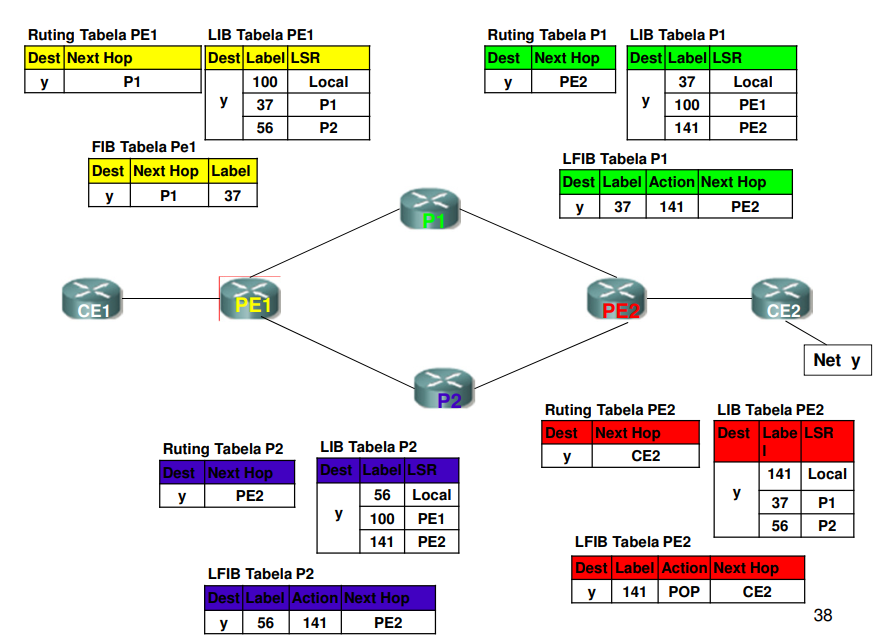 Ruting Tabela PE1
Dest Next Hop
y P1
LIB Tabela PE1
Dest Label LSR
y
100 Local
37 P1
56 P2
FIB Tabela Pe1
Dest Next Hop Label
y P1 37
Ruting Tabela P1
Dest Next Hop
y PE2
LIB Tabela P1
Dest Label LSR
y
37 Local
100 PE1
141 PE2
LFIB Tabela P1
Dest Label Action Next Hop
y 37 141 PE2
P1
CE1
PE1
PE2
CE2
Net y
P2
Ruting Tabela P2
Dest Next Hop
y PE2
LIB Tabela P2
Dest Label LSR
y
56 Local
100 PE1
141 PE2
LFIB Tabela P2
Dest Label Action Next Hop
y 56 141 PE2
Ruting Tabela PE2
Dest Next Hop
y CE2
LIB Tabela PE2
Dest Labe LSR
l
y
141 Local
37 P1
56 P2
LFIB Tabela PE2
Dest Label Action Next Hop
y 141 POP CE2
38